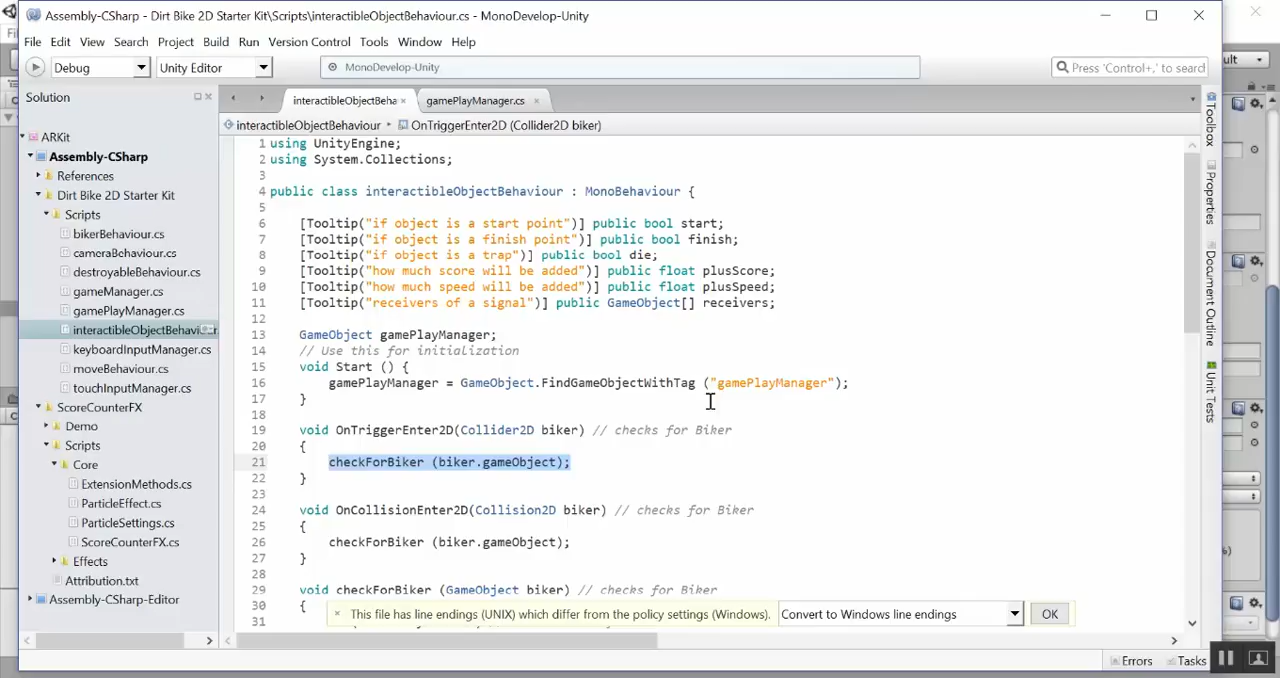 Assembly-CSharp - Dirt Bike 2D Starter Kit\Scripts\interactibleObjectBehaviour.cs - MonoDevelop-Unity
File Edit View Search Project Build Run Version Control Tools Window Help
Debug Unity Editor MonoDevelop-Unity Press 'Control+,' to search
Solution
interactibleObjectBeha × gamePlayManager.cs ×
interactibleObjectBehaviour OnTriggerEnter2D (Collider2D biker)
ARKit
Assembly-CSharp
References
Dirt Bike 2D Starter Kit
Scripts
bikerBehaviour.cs
cameraBehaviour.cs
destroyableBehaviour.cs
gameManager.cs
gamePlayManager.cs
interactibleObjectBehavi
keyboardInputManager.cs
moveBehaviour.cs
touchInputManager.cs
ScoreCounterFX
Demo
Scripts
Core
ExtensionMethods.cs
ParticleEffect.cs
ParticleSettings.cs
ScoreCounterFX.cs
Effects
Attribution.txt
Assembly-CSharp-Editor
1 using UnityEngine;
2 using System.Collections;
3
4 public class interactibleObjectBehaviour : MonoBehaviour {
5
6 [Tooltip("if object is a start point")] public bool start;
7 [Tooltip("if object is a finish point")] public bool finish;
8 [Tooltip("if object is a trap")] public bool die;
9 [Tooltip("how much score will be added")] public float plusScore;
10 [Tooltip("how much speed will be added")] public float plusSpeed;
11 [Tooltip("receivers of a signal")] public GameObject[] receivers;
12
13 GameObject gamePlayManager;
14 // Use this for initialization
15 void Start () {
16 gamePlayManager = GameObject.FindGameObjectWithTag ("gamePlayManager");
17 }
18
19 void OnTriggerEnter2D(Collider2D biker) // checks for Biker
20 {
21 checkForBiker (biker.gameObject);
22 }
23
24 void OnCollisionEnter2D(Collision2D biker) // checks for Biker
25 {
26 checkForBiker (biker.gameObject);
27 }
28
29 void checkForBiker (GameObject biker) // checks for Biker
30 {
31
This file has line endings (UNIX) which differ from the policy settings (Windows). Convert to Windows line endings OK
Toolbox
Properties
Document Outline
Unit Tests
Errors Tasks
ult